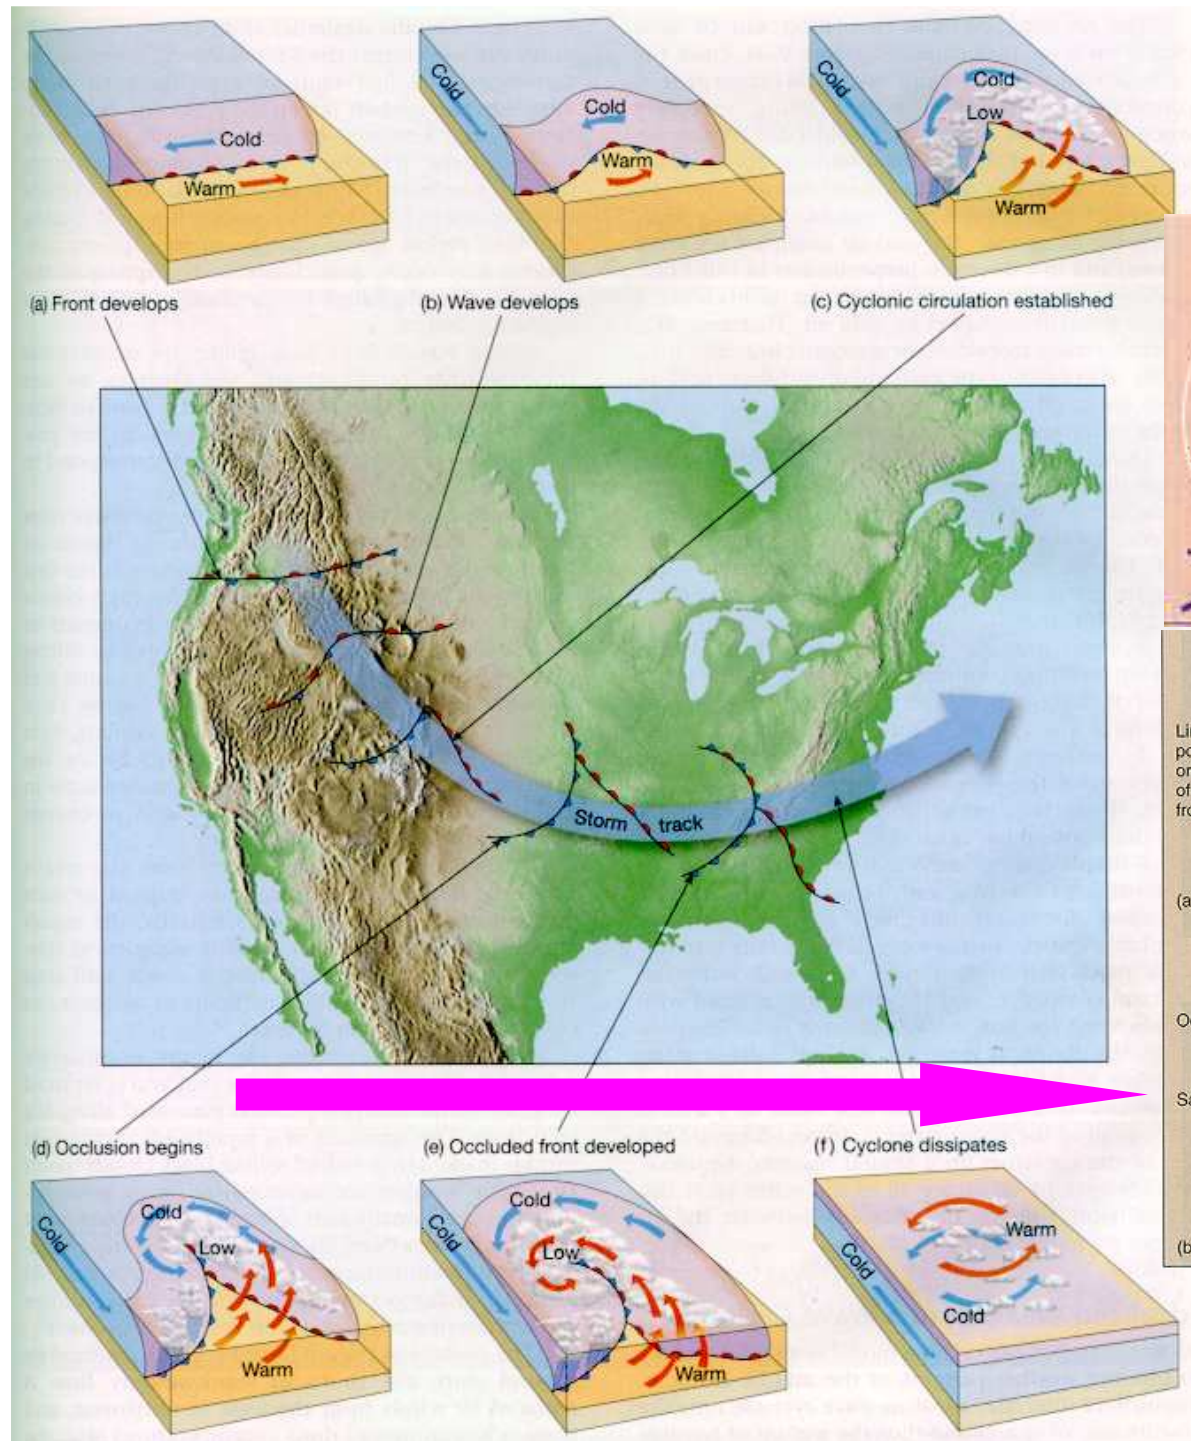 Cold
Cold
Warm
Cold
Cold
Warm
Cold
Cold
Low
Warm
(a) Front develops
(b) Wave develops
(c) Cyclonic circulation established
Storm track
(d) Occlusion begins
(e) Occluded front developed
(f) Cyclone dissipates
Cold
Cold
Low
Warm
Cold
Cold
Low
Warm
Cold
Warm
Cold
(a
(b